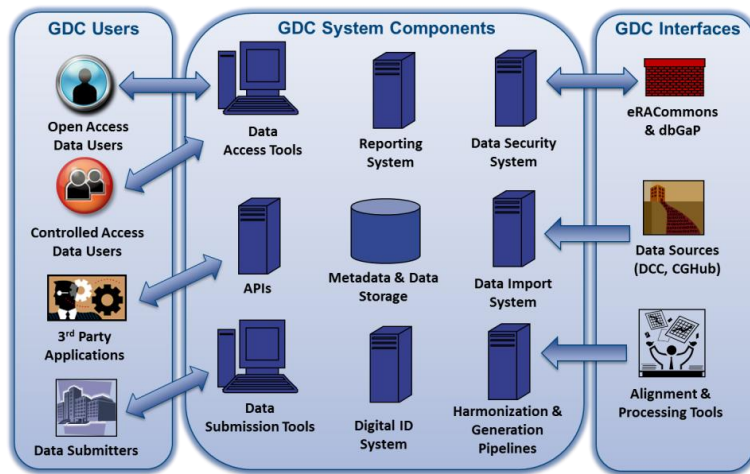 GDC Users
Open Access
Data Users
Controlled Access
Data Users
3rd Party
Applications
Data Submitters
GDC System Components
Data
Access Tools
Reporting
System
Data Security
System
APIs
Metadata & Data
Storage
Data Import
System
Data
Submission Tools
Digital ID
System
Harmonization &
Generation
Pipelines
GDC Interfaces
eRACommons
& dbGaP
Data Sources
(DCC, CGHub)
Alignment &
Processing Tools